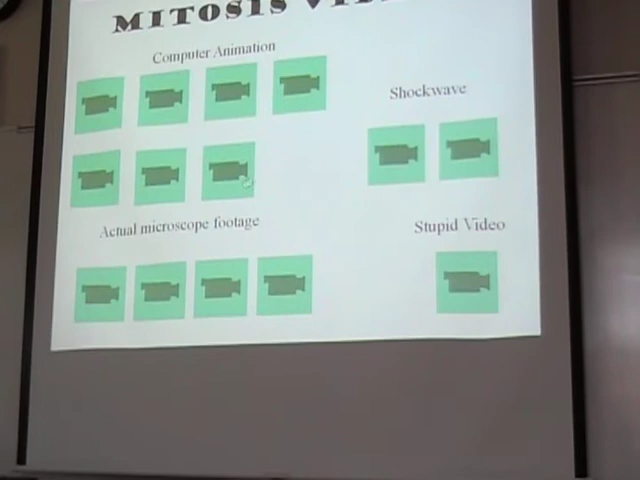 MITOSIS
Computer Animation
Shockwave
Actual microscope footage
Stupid Video